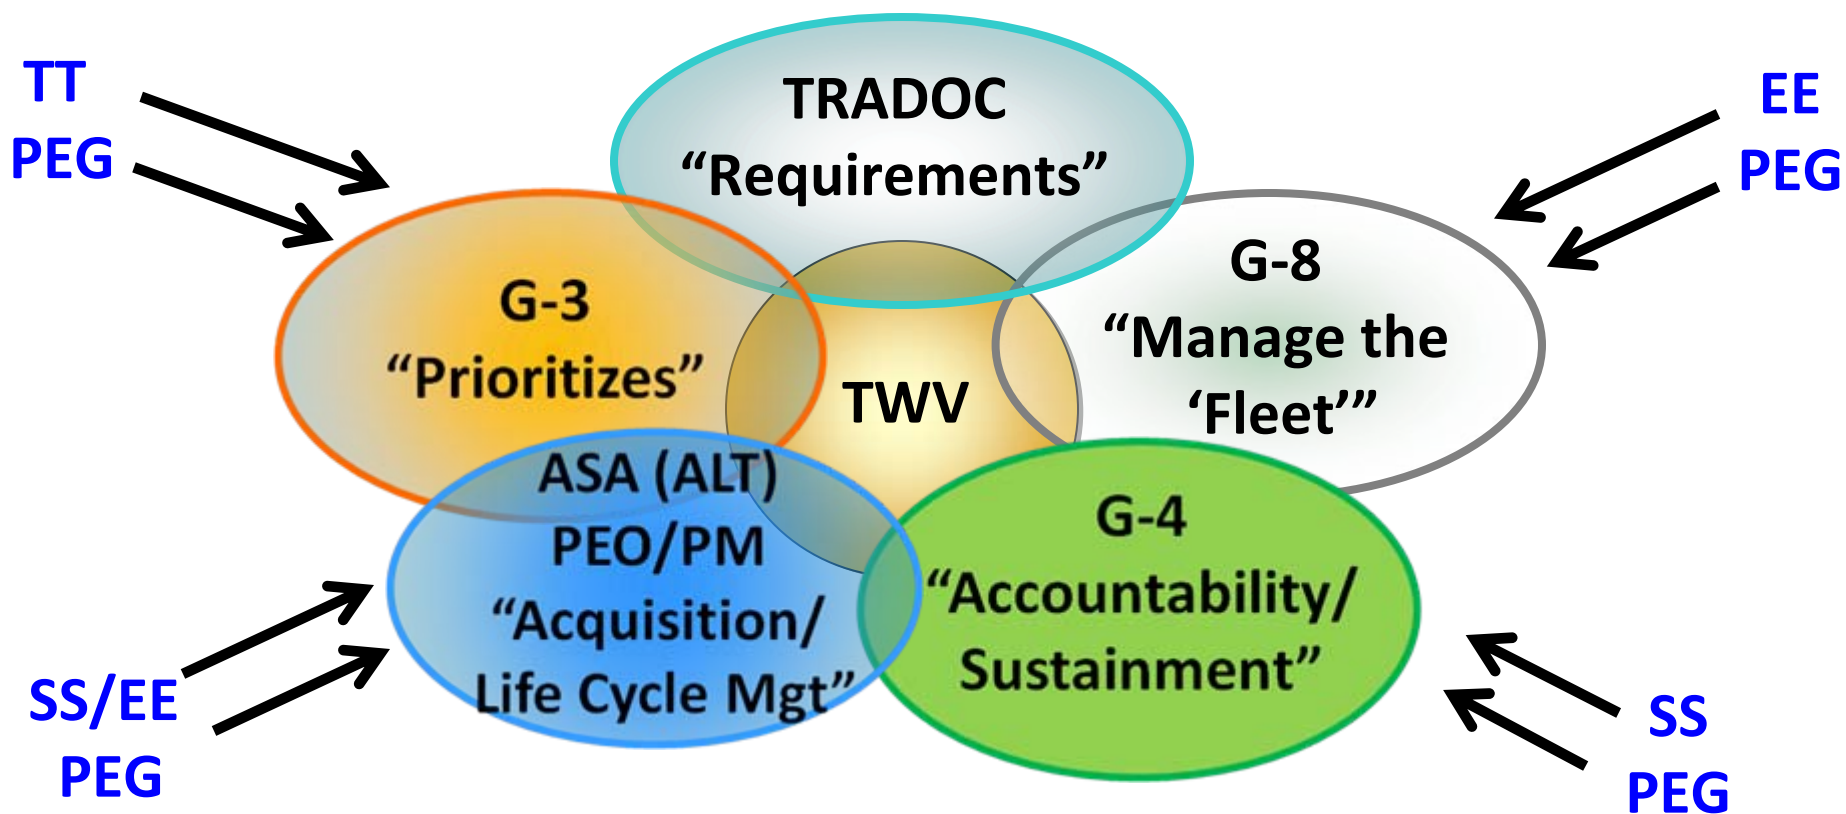 TT
PEG
TRADOC
“Requirements”
EE
PEG
G-3
“Prioritizes”
G-8
“Manage the
‘Fleet’”
TWV
ASA (ALT)
PEO/PM
“Acquisition/
Life Cycle Mgt”
G-4
“Accountability/
Sustainment”
SS/EE
PEG
SS
PEG